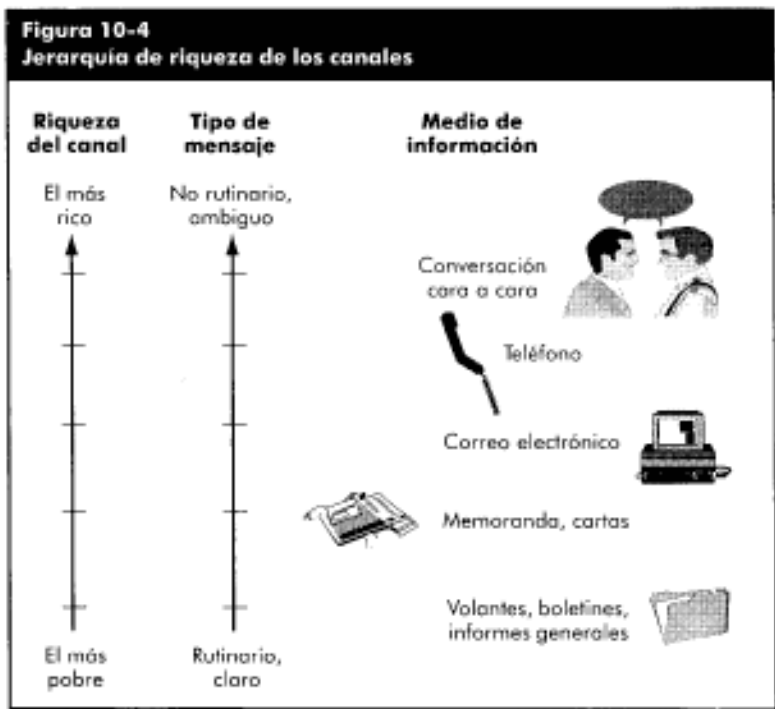 Figura 10-4
Jerarquía de riqueza de los canales
Riqueza
del canal
Tipo de
mensaje
Medio de
información
El más
rico
No rutinario,
ambiguo
Conversación
cara a cara
Teléfono
Correo electrónico
Memoranda, cartas
Volantes, boletines,
informes generales
El más
pobre
Rutinario,
claro